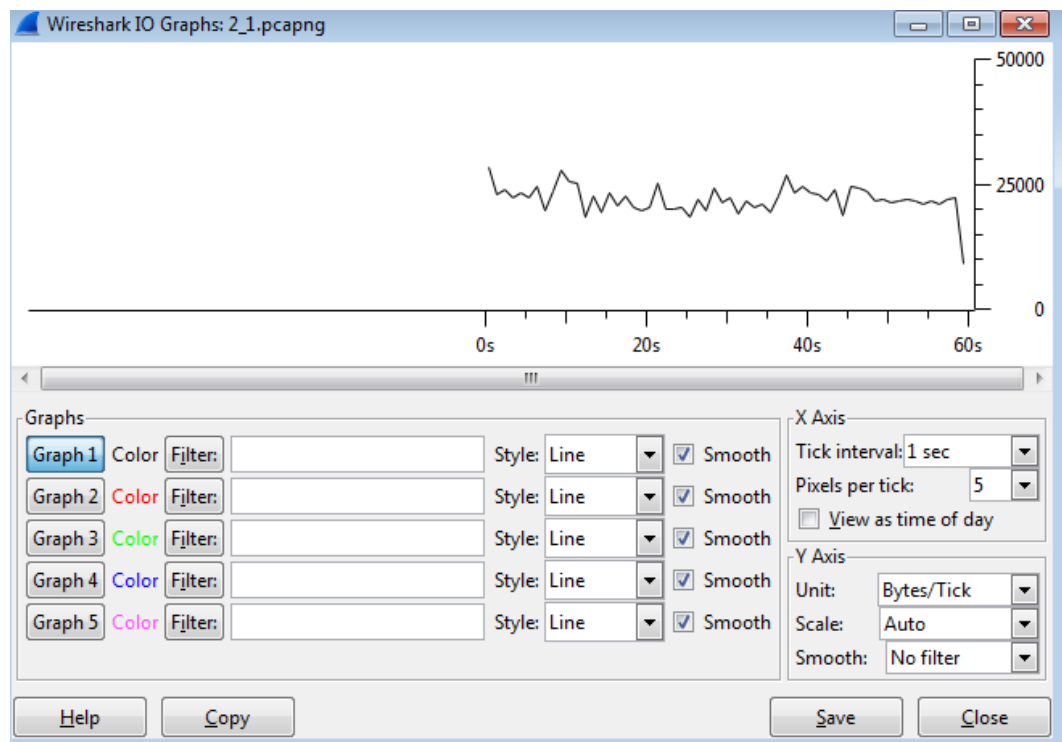 Wireshark IO Graphs: 2_1.pcapng
50000
25000
0
0s 20s 40s 60s
Graphs
Graph 1 Color Filter: Style: Line Smooth
Graph 2 Color Filter: Style: Line Smooth
Graph 3 Color Filter: Style: Line Smooth
Graph 4 Color Filter: Style: Line Smooth
Graph 5 Color Filter: Style: Line Smooth
X Axis
Tick interval: 1 sec
Pixels per tick: 5
View as time of day
Y Axis
Unit: Bytes/Tick
Scale: Auto
Smooth: No filter
Help Copy Save Close